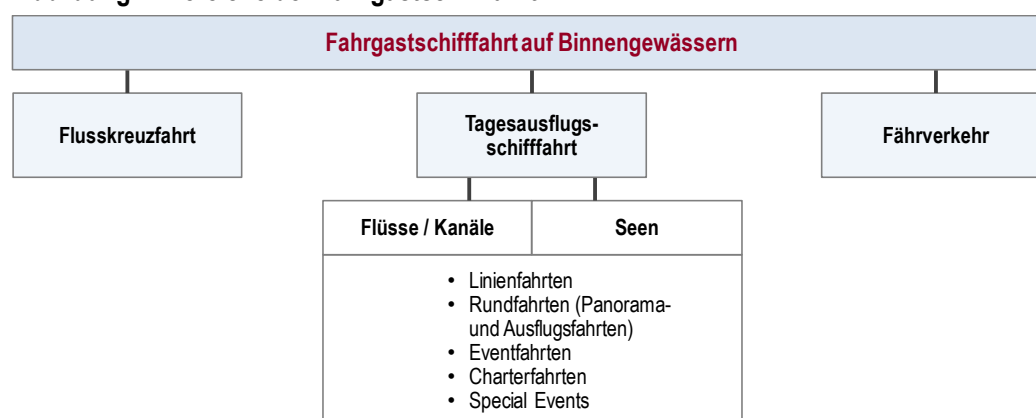 Fahrgastschifffahrt auf Binnengewässern
Flusskreuzfahrt
Tagesausflugs-
schifffahrt
Fährverkehr
Flüsse / Kanäle
Seen
• Linienfahrten
• Rundfahrten (Panorama-
und Ausflugsfahrten)
• Eventfahrten
• Charterfahrten
• Special Events